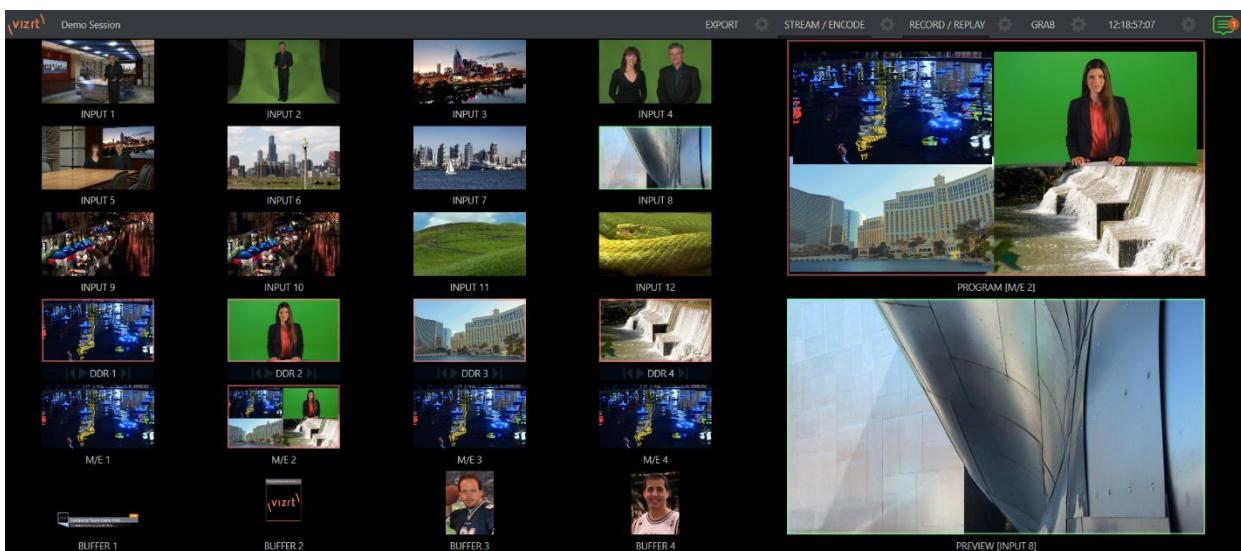 vizrt Demo Session EXPORT STREAM / ENCODE RECORD / REPLAY GRAB 12:18:57:07 1
INPUT 1 INPUT 2 INPUT 3 INPUT 4
INPUT 5 INPUT 6 INPUT 7 INPUT 8
INPUT 9 INPUT 10 INPUT 11 INPUT 12
PROGRAM [M/E 2]
DDR 1 DDR 2 DDR 3 DDR 4
M/E 1 M/E 2 M/E 3 M/E 4
vizrt
BUFFER 1 BUFFER 2 BUFFER 3 BUFFER 4
PREVIEW [INPUT 8]